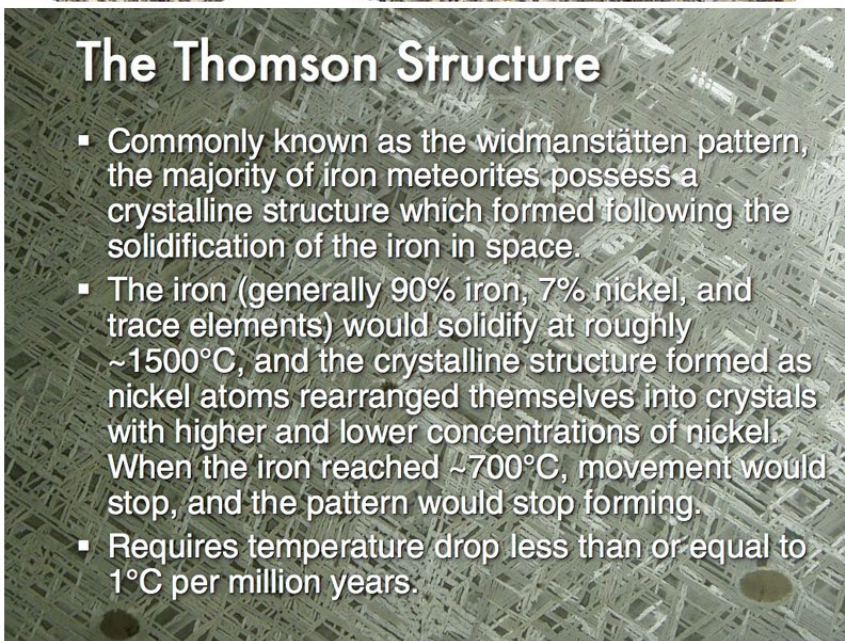 The Thomson Structure
▪ Commonly known as the widmanstätten pattern,
the majority of iron meteorites possess a
crystalline structure which formed following the
solidification of the iron in space.
▪ The iron (generally 90% iron, 7% nickel, and
trace elements) would solidify at roughly
~1500°C, and the crystalline structure formed as
nickel atoms rearranged themselves into crystals
with higher and lower concentrations of nickel.
When the iron reached ~700°C, movement would
stop, and the pattern would stop forming.
▪ Requires temperature drop less than or equal to
1°C per million years.